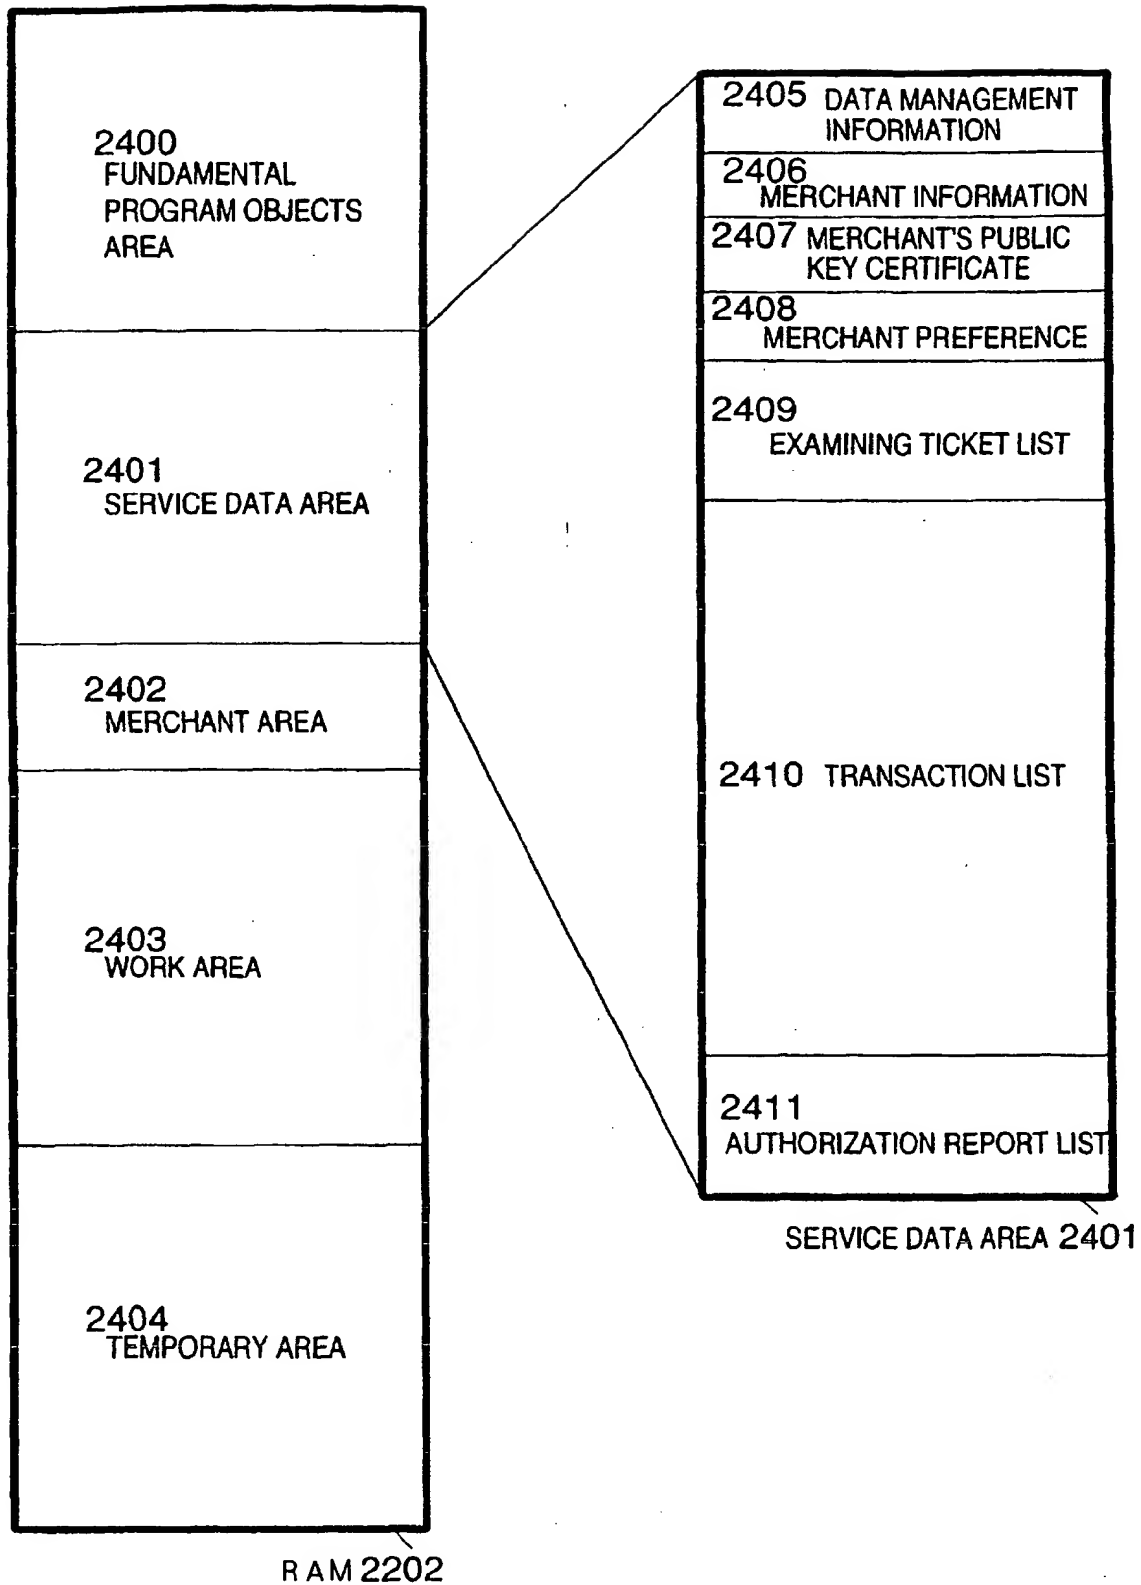 2400
FUNDAMENTAL
PROGRAM OBJECTS
AREA
2401
SERVICE DATA AREA
2402
MERCHANT AREA
2403
WORK AREA
2404
TEMPORARY AREA
RAM 2202
2405 DATA MANAGEMENT
INFORMATION
2406
MERCHANT INFORMATION
2407 MERCHANT'S PUBLIC
KEY CERTIFICATE
2408
MERCHANT PREFERENCE
2409
EXAMINING TICKET LIST
2410 TRANSACTION LIST
2411
AUTHORIZATION REPORT LIST
SERVICE DATA AREA 2401